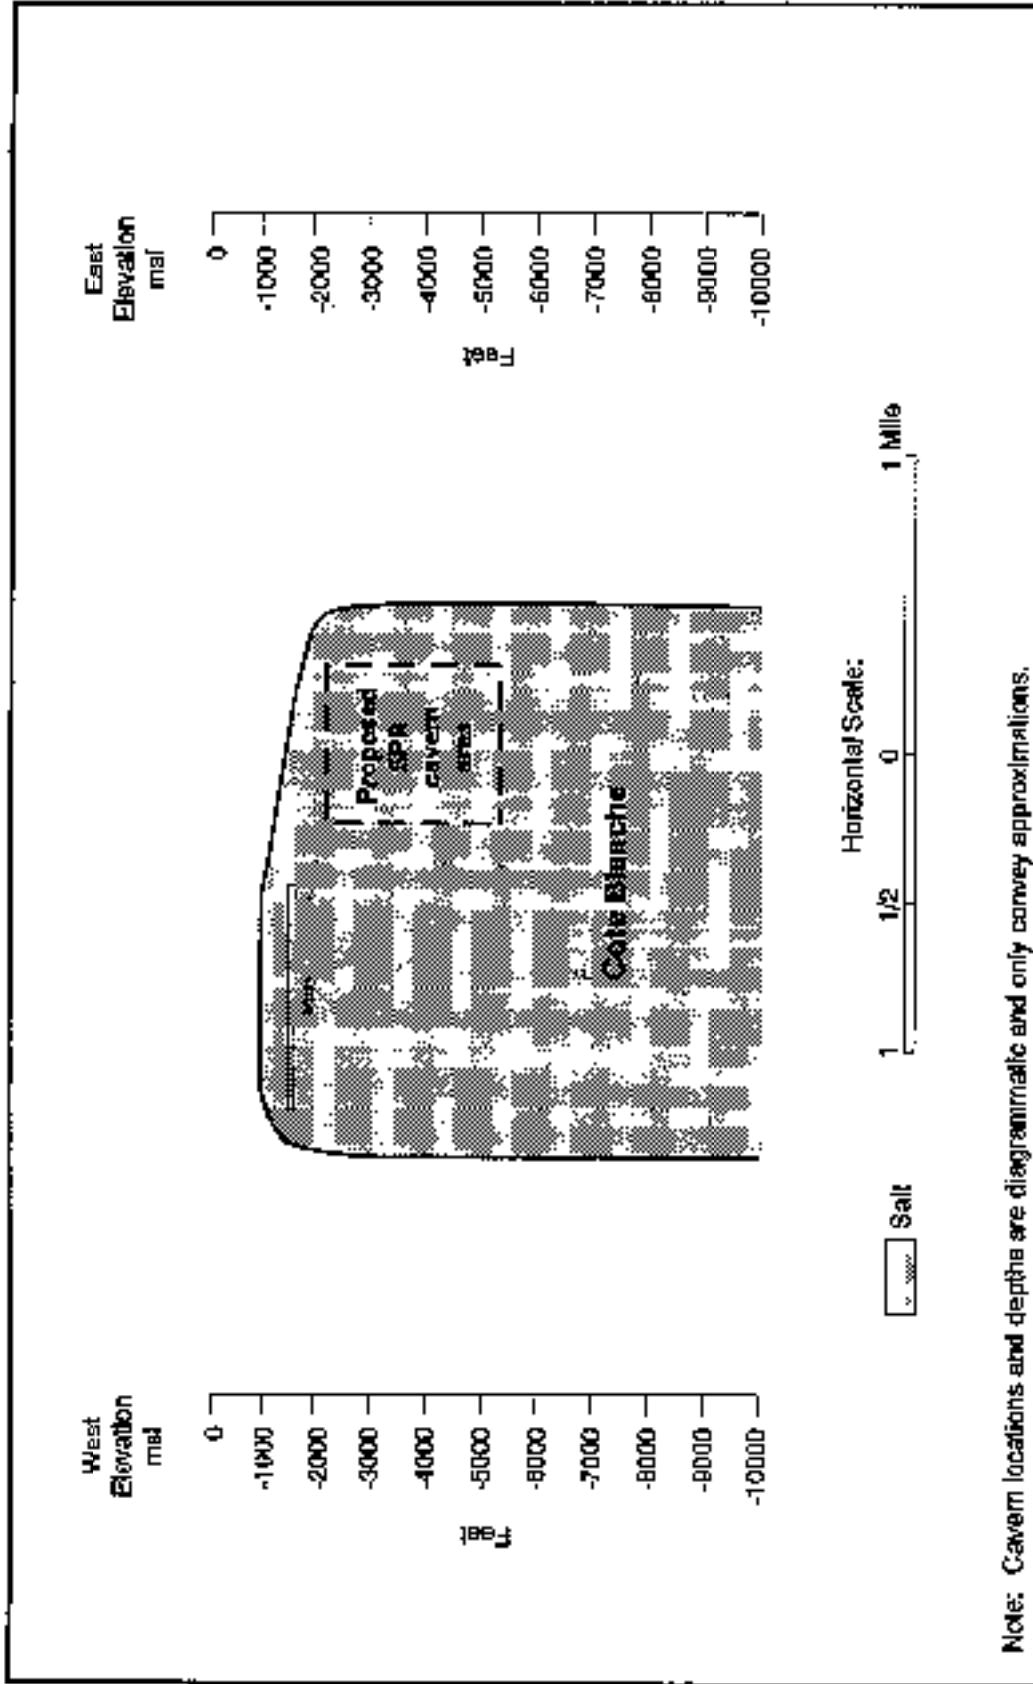 West
Elevation
msl
East
Elevation
msl
0
-1000
-2000
-3000
-4000
-5000
-6000
-7000
-8000
-9000
-10000
Feet
0
-1000
-2000
-3000
-4000
-5000
-6000
-7000
-8000
-9000
-10000
Feet
Proposed
SPR
cavern
area
Cote Blanche
Salt
Horizontal Scale:
1 1/2 0 1 Mile
Note: Cavern locations and depths are diagrammatic and only convey approximations.